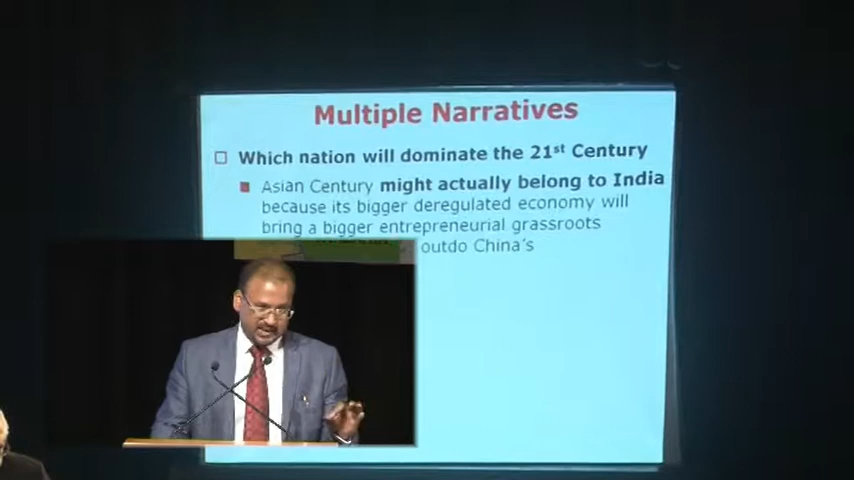 Multiple Narratives
Which nation will dominate the 21st Century
Asian Century might actually belong to India
because its bigger deregulated economy will
bring a bigger entrepreneurial grassroots
outdo China's